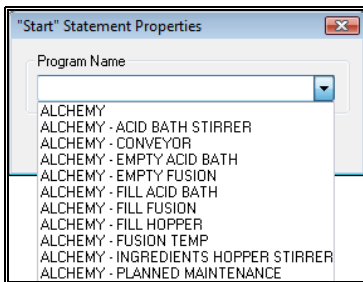 "Start" Statement Properties
Program Name
ALCHEMY
ALCHEMY - ACID BATH STIRRER
ALCHEMY - CONVEYOR
ALCHEMY - EMPTY ACID BATH
ALCHEMY - EMPTY FUSION
ALCHEMY - FILL ACID BATH
ALCHEMY - FILL FUSION
ALCHEMY - FILL HOPPER
ALCHEMY - FUSION TEMP
ALCHEMY - INGREDIENTS HOPPER STIRRER
ALCHEMY - PLANNED MAINTENANCE